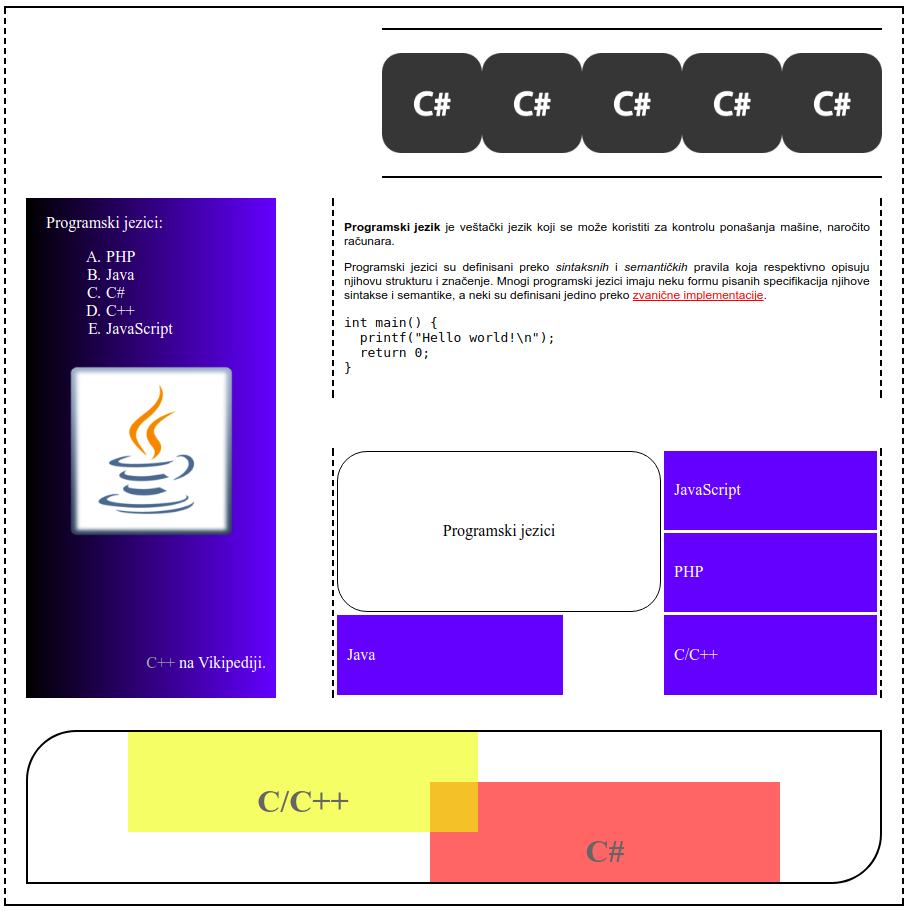 C# C# C# C# C#
Programski jezici:
A. PHP
B. Java
C. C#
D. C++
E. JavaScript
C++ na Vikipediji.
Programski jezik je veštački jezik koji se može koristiti za kontrolu ponašanja mašine, naročito
računara.
Programski jezici su definisani preko sintaksnih i semantičkih pravila koja respektivno opisuju
njihovu strukturu i značenje. Mnogi programski jezici imaju neku formu pisanih specifikacija njihove
sintakse i semantike, a neki su definisani jedino preko zvanične implementacije.
int main() {
  printf("Hello world!\n");
  return 0;
}
Programski jezici
JavaScript
PHP
Java
C/C++
C/C++
C#